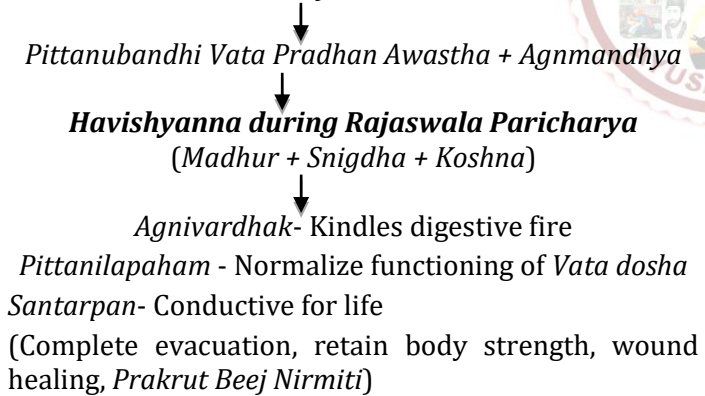 Pittanubandhi Vata Pradhan Awastha + Agnmandhya
Havishyanna during Rajaswala Paricharya
(Madhur + Snigdha + Koshna)
Agnivardhak- Kindles digestive fire
Pittanilapaham - Normalize functioning of Vata dosha
Santarpan- Conductive for life
(Complete evacuation, retain body strength, wound
healing, Prakrut Beej Nirmiti)